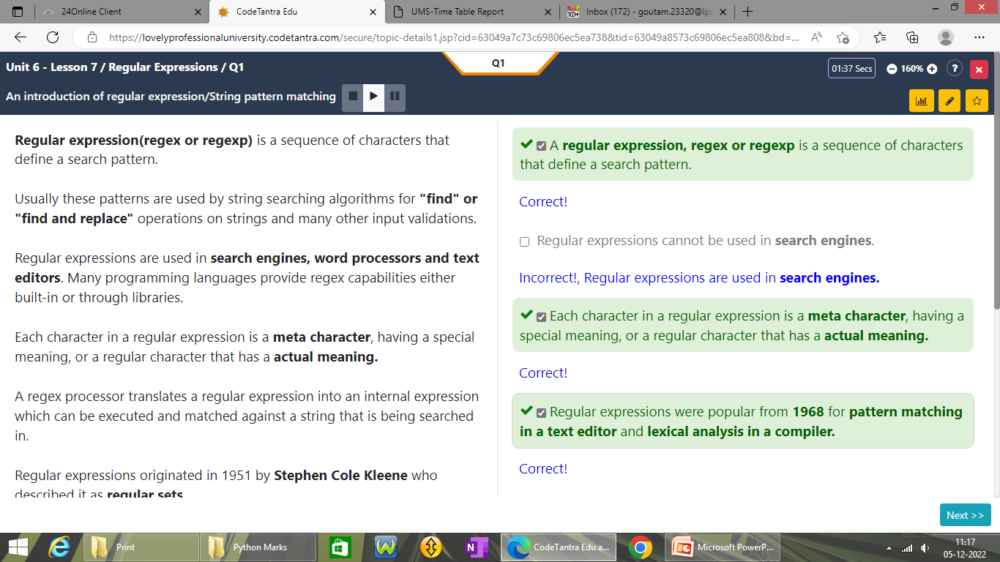 24Online Client
CodeTantra Edu
UMS-Time Table Report
Inbox (172) - goutam.23320@lpu
https://lovelyprofessionaluniversity.codetantra.com/secure/topic-details1.jsp?cid=63049a7c73c69806ec5ea738&tid=63049a8573c69806ec5ea808&bd=...
Unit 6 - Lesson 7 / Regular Expressions / Q1
Q1
01:37 Secs
160%
?
An introduction of regular expression/String pattern matching
Regular expression(regex or regexp) is a sequence of characters that
define a search pattern.
Usually these patterns are used by string searching algorithms for "find" or
"find and replace" operations on strings and many other input validations.
Regular expressions are used in search engines, word processors and text
editors. Many programming languages provide regex capabilities either
built-in or through libraries.
Each character in a regular expression is a meta character, having a special
meaning, or a regular character that has a actual meaning.
A regex processor translates a regular expression into an internal expression
which can be executed and matched against a string that is being searched
in.
Regular expressions originated in 1951 by Stephen Cole Kleene who
described it as regular sets
A regular expression, regex or regexp is a sequence of characters
that define a search pattern.
Correct!
Regular expressions cannot be used in search engines.
Incorrect!, Regular expressions are used in search engines.
Each character in a regular expression is a meta character, having a
special meaning, or a regular character that has a actual meaning.
Correct!
Regular expressions were popular from 1968 for pattern matching
in a text editor and lexical analysis in a compiler.
Correct!
Next >>
Print
Python Marks
CodeTantra Edu a...
Microsoft PowerP...
11:17
05-12-2022